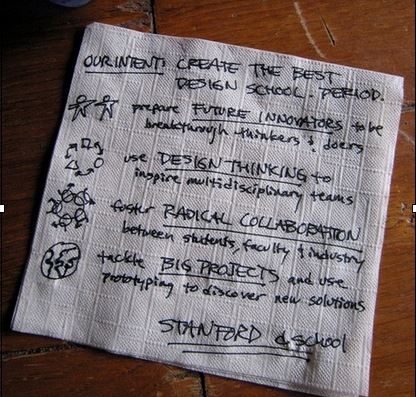 OUR INTENT: CREATE THE BEST
DESIGN SCHOOL. PERIOD.
prepare FUTURE INNOVATORS to be
breakthrough thinkers & doers
use DESIGN THINKING to
inspire multidisciplinary teams
foster RADICAL COLLABORATION
between students, faculty & industry
tackle BIG PROJECTS and use
prototyping to discover new solutions
STANFORD d.school